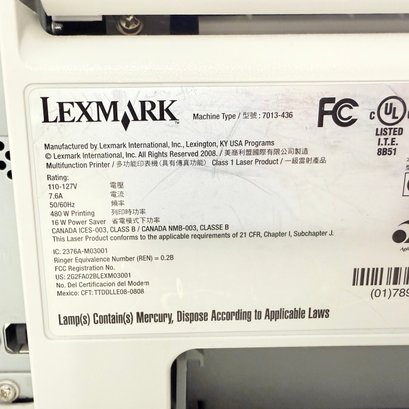 LEXMARK™ Machine Type / 型號 : 7013-436 FC
C UL ®
LISTED
I.T.E.
8B51
Manufactured by Lexmark International, Inc., Lexington, KY USA Programs
© Lexmark International, Inc. All Rights Reserved 2008. / 美商利盟國際有限公司製造
Multifunction Printer / 多功能印表機(具有傳真功能) Class 1 Laser Product / 一級雷射產品
Rating:
110-127V 電壓
7.6A 電流
50/60Hz 頻率
480 W Printing 列印時功率
16 W Power Saver 省電模式下功率
CANADA ICES-003, CLASS B / CANADA NMB-003, CLASSE B
This Laser Product conforms to the applicable requirements of 21 CFR, Chapter I, Subchapter J.
IC: 2376A-M03001
Ringer Equivalence Number (REN) = 0.2B
FCC Registration No.
US: 2G2FA02BLEXM03001
No. Del Certificacion del Modem
Mexico: CFT: TTDDLLE08-0808
(01)789
Lamp(s) Contain(s) Mercury, Dispose According to Applicable Laws